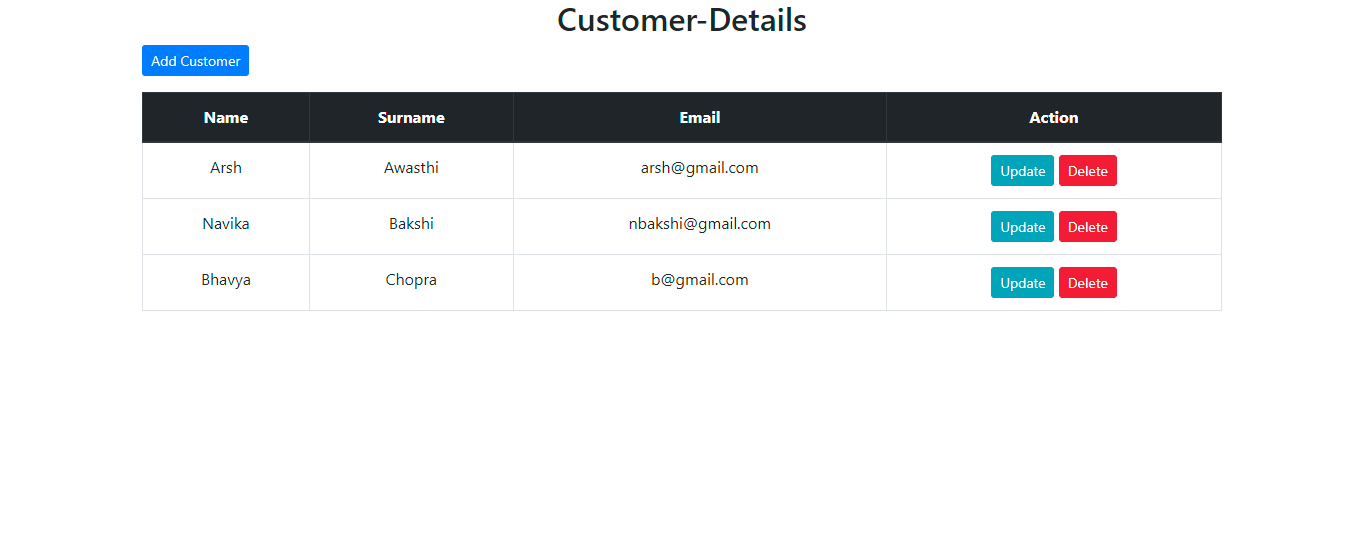 Customer-Details
Add Customer
Name Surname Email Action
Arsh Awasthi arsh@gmail.com Update Delete
Navika Bakshi nbakshi@gmail.com Update Delete
Bhavya Chopra b@gmail.com Update Delete